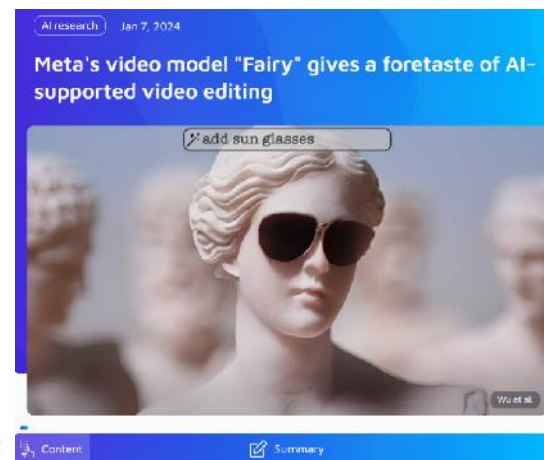 AI research
Jan 7, 2024
Meta's video model "Fairy" gives a foretaste of AI-
supported video editing
add sun glasses
Wu et al.
Content
Summary